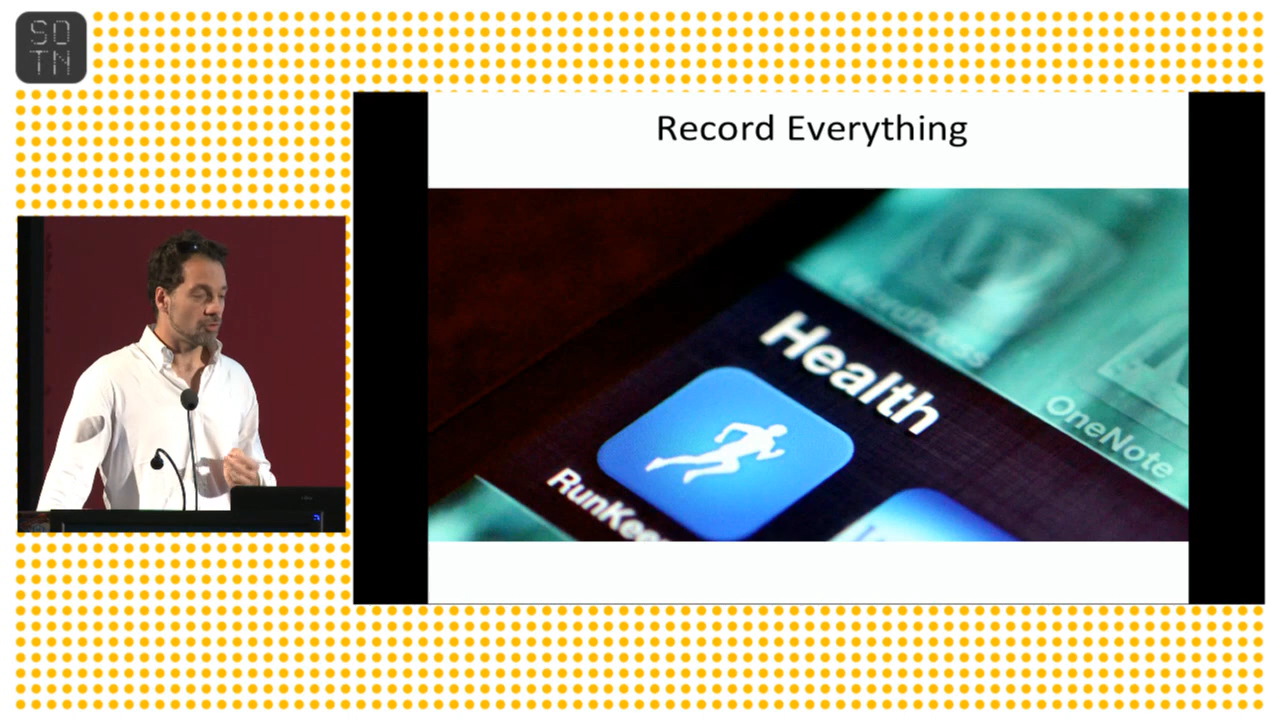 SO
TN
Record Everything
WordPress
Health
OneNote
RunKee